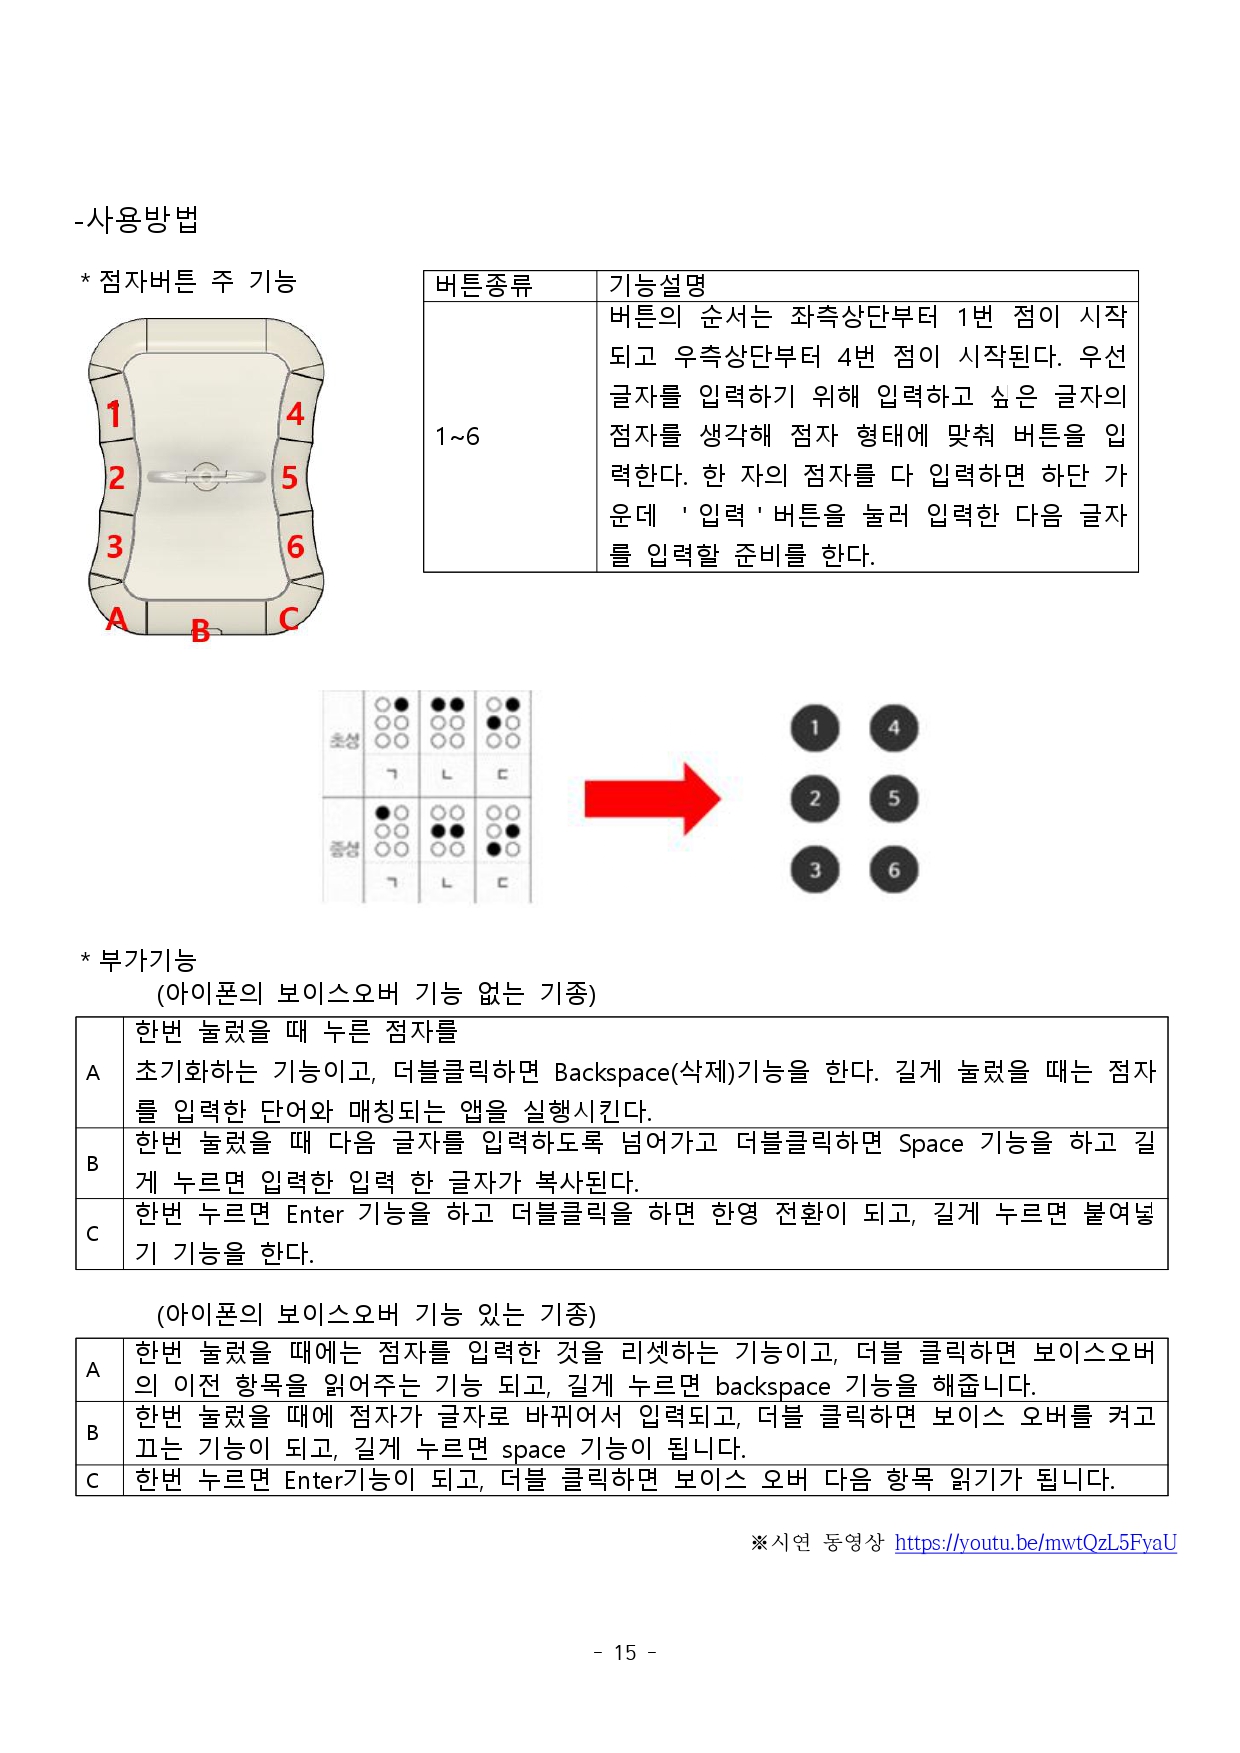 -사용방법
* 점자버튼 주 기능
1
4
2
5
3
6
A
B
C
버튼종류 기능설명
1~6
버튼의 순서는 좌측상단부터 1번 점이 시작
되고 우측상단부터 4번 점이 시작된다. 우선
글자를 입력하기 위해 입력하고 싶은 글자의
점자를 생각해 점자 형태에 맞춰 버튼을 입
력한다. 한 자의 점자를 다 입력하면 하단 가
운데 '입력'버튼을 눌러 입력한 다음 글자
를 입력할 준비를 한다.
초성
ㄱ ㄴ ㄷ
종성
ㄱ ㄴ ㄷ
1 4
2 5
3 6
* 부가기능
(아이폰의 보이스오버 기능 없는 기종)
A
한번 눌렀을 때 누른 점자를
초기화하는 기능이고, 더블클릭하면 Backspace(삭제)기능을 한다. 길게 눌렀을 때는 점자
를 입력한 단어와 매칭되는 앱을 실행시킨다.
B
한번 눌렀을 때 다음 글자를 입력하도록 넘어가고 더블클릭하면 Space 기능을 하고 길
게 누르면 입력한 입력 한 글자가 복사된다.
C
한번 누르면 Enter 기능을 하고 더블클릭을 하면 한영 전환이 되고, 길게 누르면 붙여넣
기 기능을 한다.
(아이폰의 보이스오버 기능 있는 기종)
A
한번 눌렀을 때에는 점자를 입력한 것을 리셋하는 기능이고, 더블 클릭하면 보이스오버
의 이전 항목을 읽어주는 기능 되고, 길게 누르면 backspace 기능을 해줍니다.
B
한번 눌렀을 때에 점자가 글자로 바뀌어서 입력되고, 더블 클릭하면 보이스 오버를 켜고
끄는 기능이 되고, 길게 누르면 space 기능이 됩니다.
C
한번 누르면 Enter기능이 되고, 더블 클릭하면 보이스 오버 다음 항목 읽기가 됩니다.
※시연 동영상 https://youtu.be/mwtQzL5FyaU
- 15 -